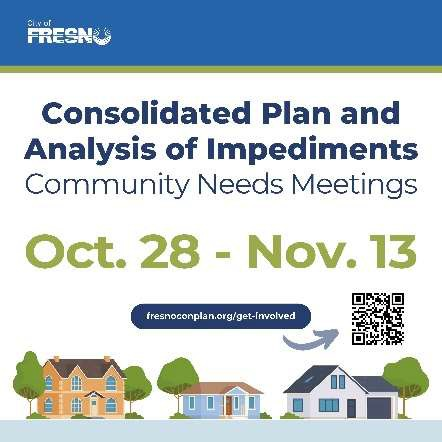 City of
FRESNO
Consolidated Plan and
Analysis of Impediments
Community Needs Meetings
Oct. 28 - Nov. 13
fresnoconplan.org/get-involved